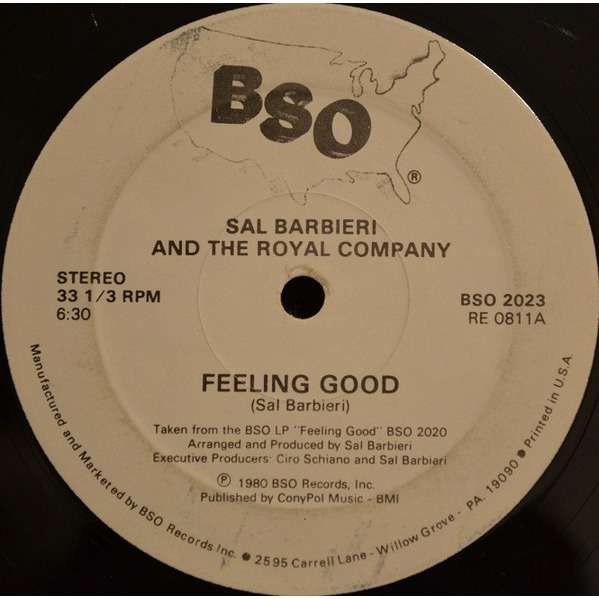 BSO
®
SAL BARBIERI
AND THE ROYAL COMPANY
STEREO
33 1/3 RPM
6:30
BSO 2023
RE 0811A
FEELING GOOD
(Sal Barbieri)
Taken from the BSO LP "Feeling Good" BSO 2020
Arranged and Produced by Sal Barbieri
Executive Producers: Ciro Schiano and Sal Barbieri
℗ 1980 BSO Records, Inc.
Published by ConyPol Music - BMI
Manufactured and Marketed by BSO Records Inc. ● 2595 Carrell Lane - Willow Grove - PA. 19090 ● Printed in U.S.A.